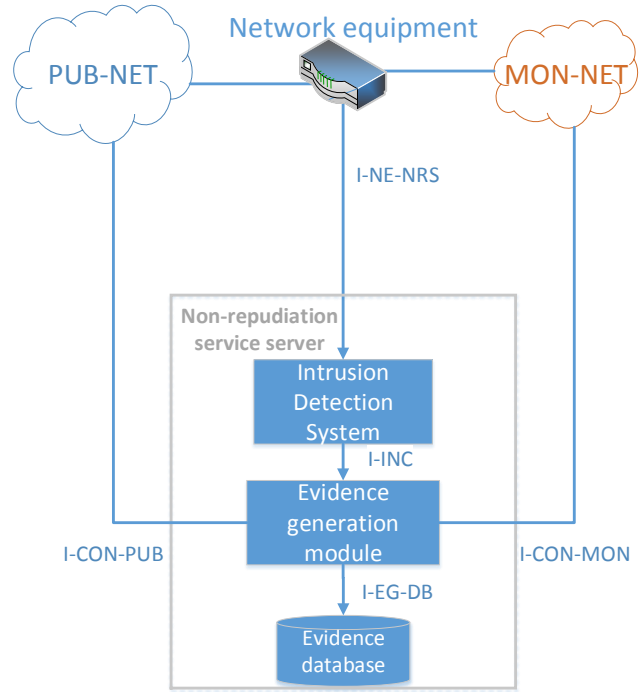 Network equipment
PUB-NET
MON-NET
I-NE-NRS
Non-repudiation
service server
Intrusion
Detection
System
I-INC
Evidence
generation
module
I-CON-PUB
I-CON-MON
I-EG-DB
Evidence
database